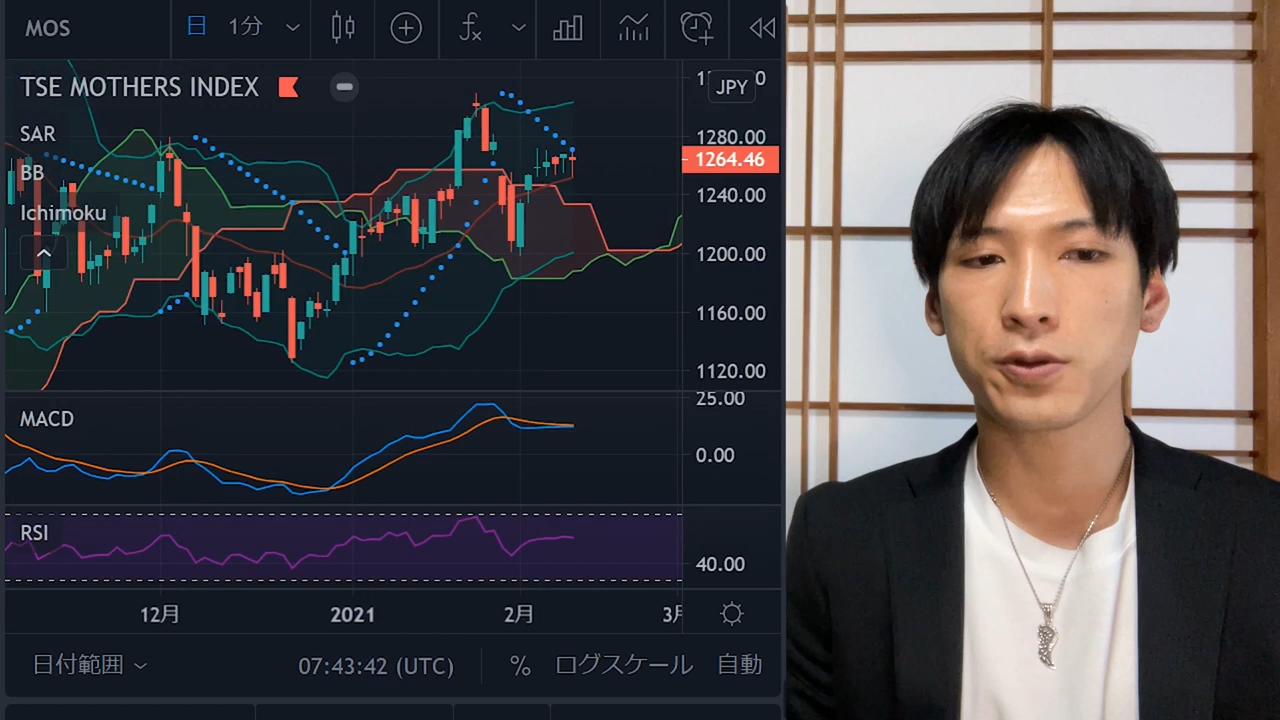 MOS 日 1分
TSE MOTHERS INDEX
JPY
SAR
BB
Ichimoku
1280.00
1264.46
1240.00
1200.00
1160.00
1120.00
MACD
25.00
0.00
RSI
40.00
12月 2021 2月
日付範囲 07:43:42 (UTC) % ログスケール 自動